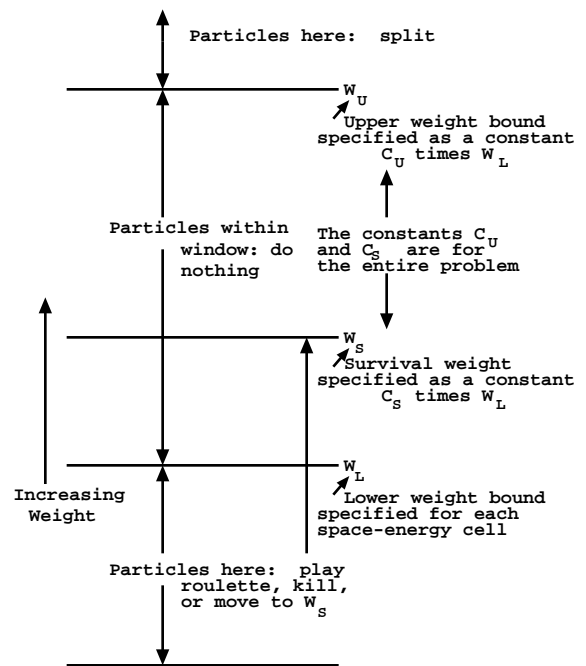 Particles here: split
W_U
Upper weight bound
specified as a constant
C_U times W_L
Particles within
window: do
nothing
The constants C_U
and C_S are for
the entire problem
W_S
Survival weight
specified as a constant
C_S times W_L
Increasing
Weight
W_L
Lower weight bound
specified for each
space-energy cell
Particles here: play
roulette, kill,
or move to W_S